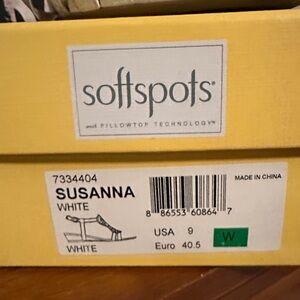 softspots®
with PILLOWTOP TECHNOLOGY™
7334404
MADE IN CHINA
SUSANNA
WHITE
8 86553 60864 7
WHITE
USA 9
Euro 40.5
W